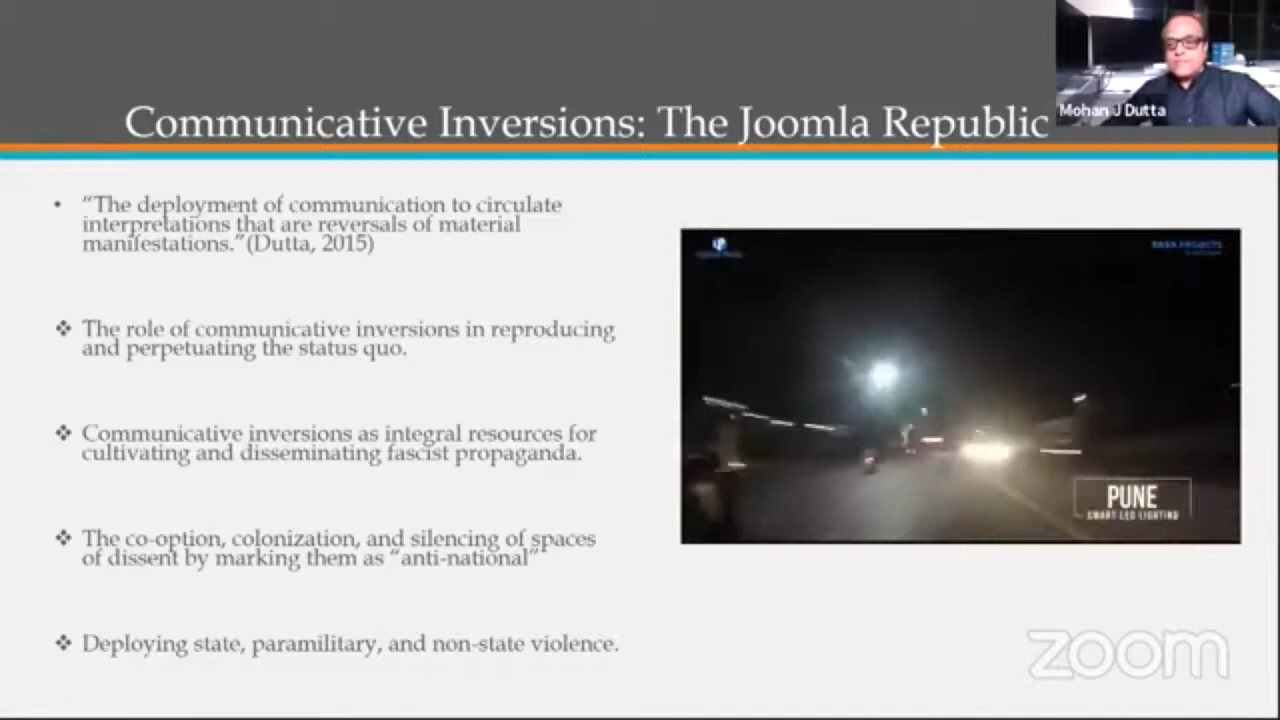 Communicative Inversions: The Joomla Republic
Mohan J Dutta
• “The deployment of communication to circulate
interpretations that are reversals of material
manifestations.”(Dutta, 2015)
❖ The role of communicative inversions in reproducing
and perpetuating the status quo.
❖ Communicative inversions as integral resources for
cultivating and disseminating fascist propaganda.
❖ The co-option, colonization, and silencing of spaces
of dissent by marking them as “anti-national”
❖ Deploying state, paramilitary, and non-state violence.
TATA PROJECTS
PUNE
SMART LED LIGHTING
zoom